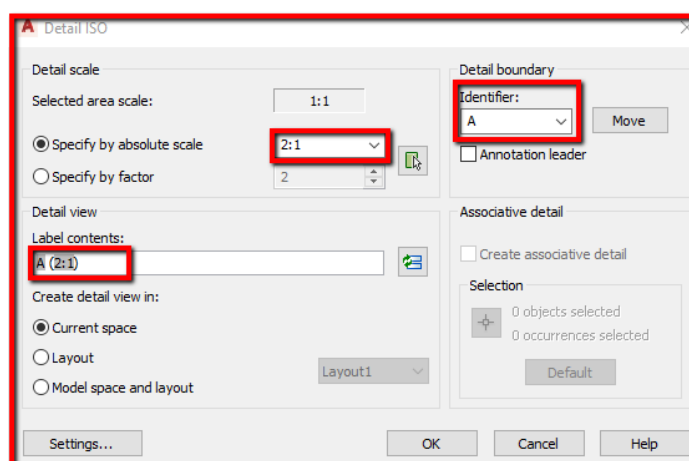 A Detail ISO
Detail scale
Selected area scale: 1:1
Specify by absolute scale 2:1
Specify by factor 2
Detail boundary
Identifier:
A Move
Annotation leader
Detail view
Label contents:
A (2:1)
Create detail view in:
Current space
Layout
Layout1
Model space and layout
Associative detail
Create associative detail
Selection
0 objects selected
0 occurrences selected
Default
Settings... OK Cancel Help